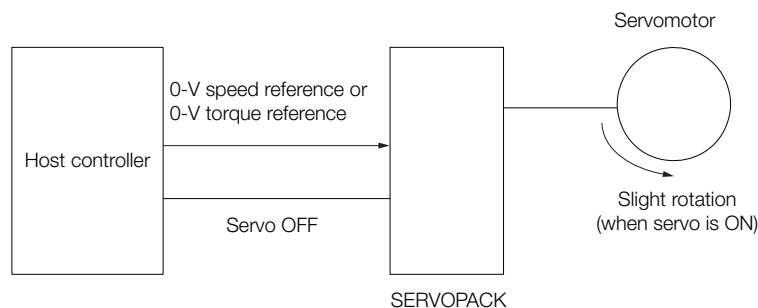 Servomotor
0-V speed reference or
0-V torque reference
Host controller
Servo OFF
Slight rotation
(when servo is ON)
SERVOPACK